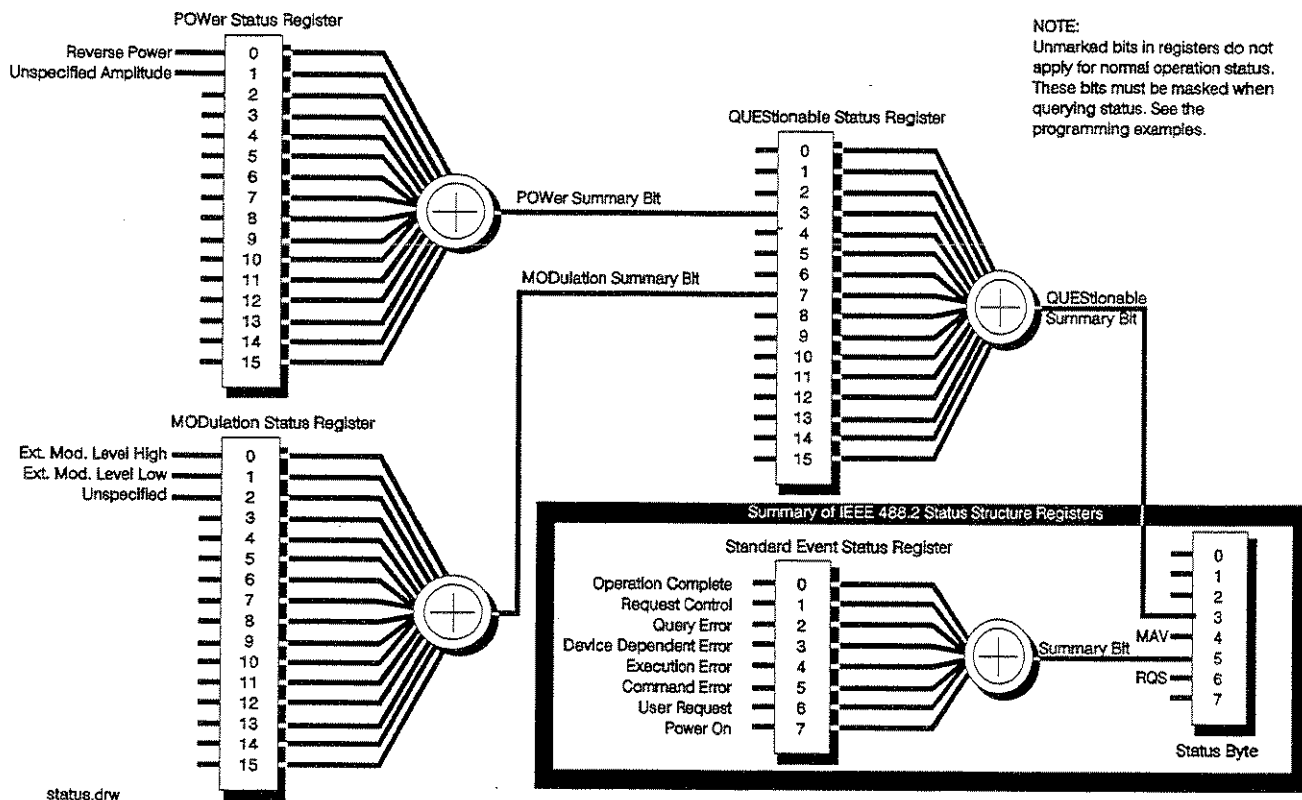 POWer Status Register
Reverse Power
Unspecified Amplitude
0
1
2
3
4
5
6
7
8
9
10
11
12
13
14
15
POWer Summary Bit
MODulation Summary Bit
MODulation Status Register
Ext. Mod. Level High
Ext. Mod. Level Low
Unspecified
0
1
2
3
4
5
6
7
8
9
10
11
12
13
14
15
status.drw
NOTE:
Unmarked bits in registers do not
apply for normal operation status.
These bits must be masked when
querying status. See the
programming examples.
QUEStionable Status Register
0
1
2
3
4
5
6
7
8
9
10
11
12
13
14
15
QUEStionable
Summary Bit
Summary of IEEE 488.2 Status Structure Registers
Standard Event Status Register
Operation Complete 0
Request Control 1
Query Error 2
Device Dependent Error 3
Execution Error 4
Command Error 5
User Request 6
Power On 7
Summary Bit
0
1
2
3
MAV 4
5
RQS 6
7
Status Byte